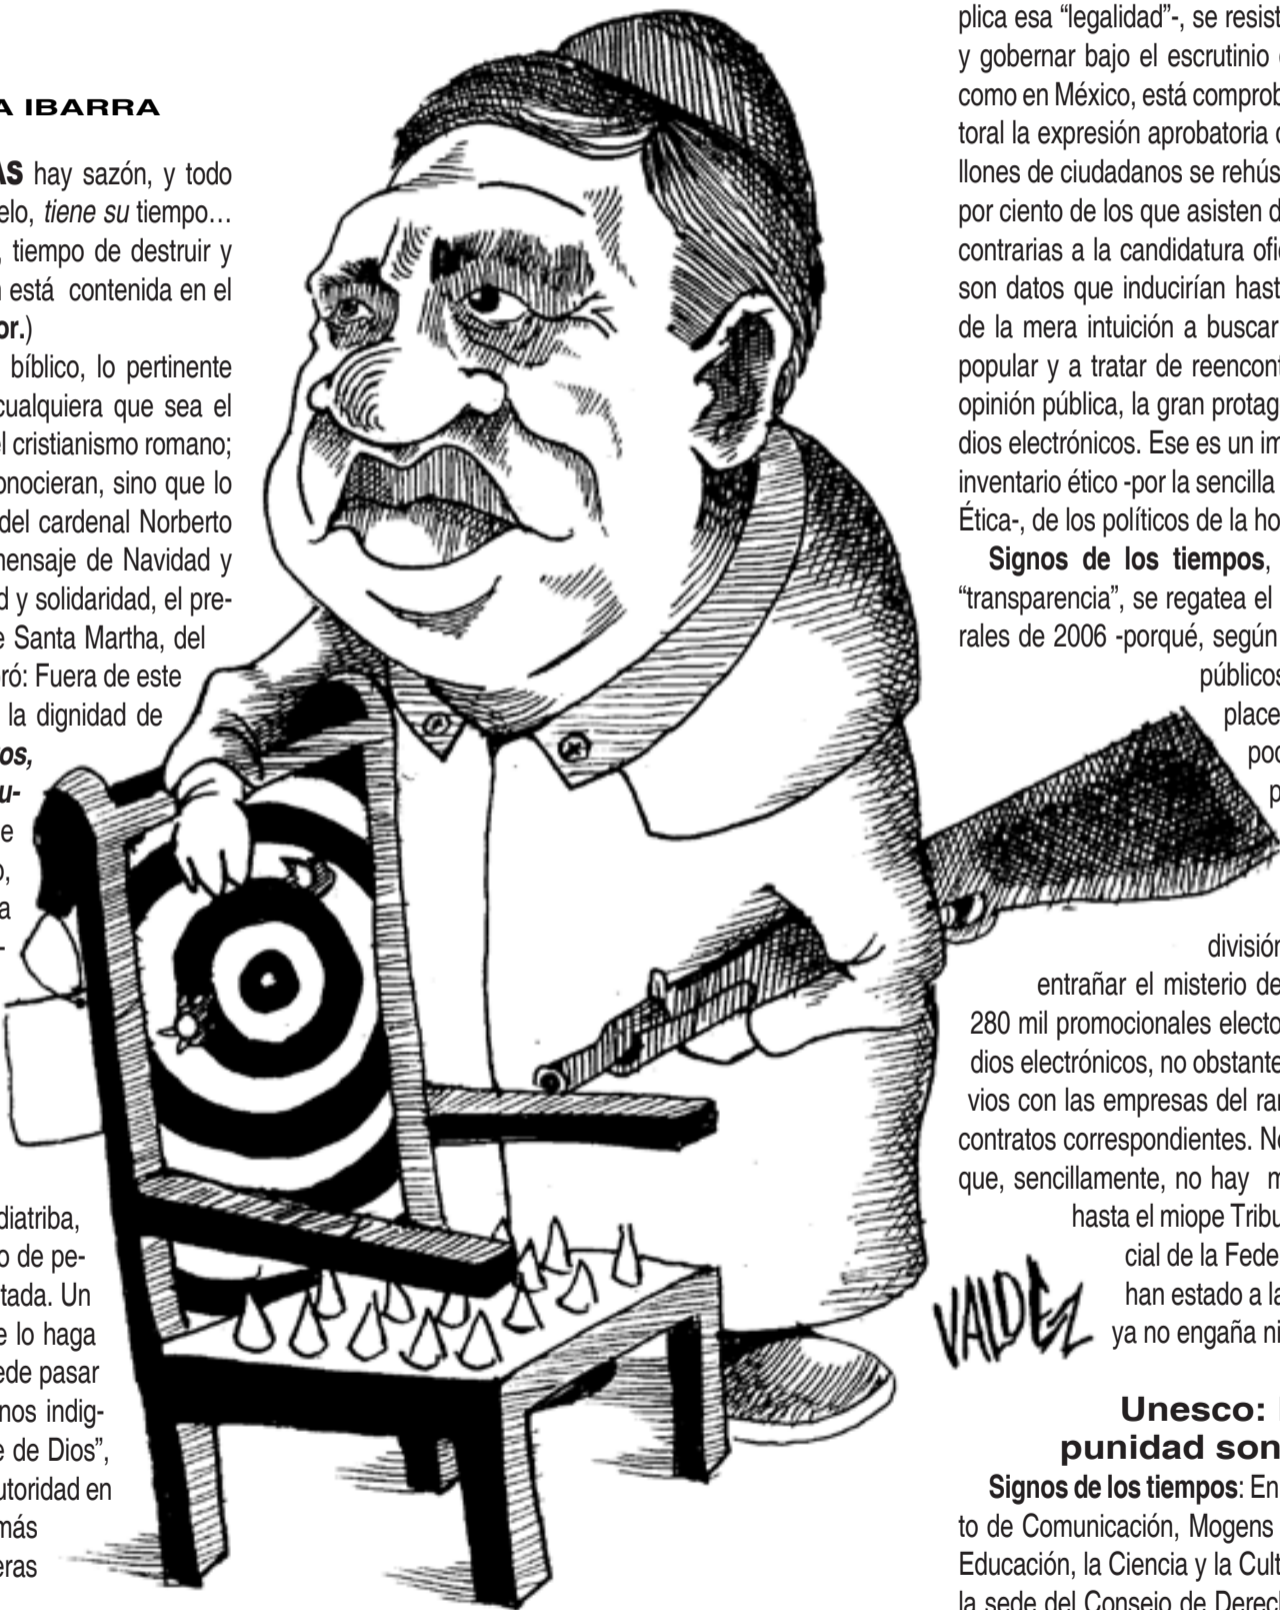 A IBARRA
AS hay sazón, y todo
elo, tiene su tiempo…
, tiempo de destruir y
n está contenida en el
or.)
bíblico, lo pertinente
cualquiera que sea el
el cristianismo romano;
onocieran, sino que lo
del cardenal Norberto
mensaje de Navidad y
d y solidaridad, el pre-
e Santa Martha, del
ró: Fuera de este
la dignidad de
os,
u-
e
o,
a
-
diatriba,
o de pe-
tada. Un
e lo haga
ede pasar
nos indig-
e de Dios”,
utoridad en
más
eras
plica esa “legalidad”-, se resist
y gobernar bajo el escrutinio
como en México, está comprob
toral la expresión aprobatoria
llones de ciudadanos se rehús
por ciento de los que asisten d
contrarias a la candidatura ofi
son datos que inducirían hast
de la mera intuición a buscar
popular y a tratar de reencont
opinión pública, la gran protag
dios electrónicos. Ese es un im
inventario ético -por la sencilla
Ética-, de los políticos de la ho
Signos de los tiempos,
“transparencia”, se regatea el
rales de 2006 -porqué, según
públicos
place
pod
p
división
entrañar el misterio de
280 mil promocionales electo
dios electrónicos, no obstante
vios con las empresas del ra
contratos correspondientes. N
que, sencillamente, no hay m
hasta el miope Tribu
cial de la Fede
han estado a la
ya no engaña ni
VALDEZ
Unesco:
punidad son
Signos de los tiempos: En
to de Comunicación, Mogens
Educación, la Ciencia y la Cult
la sede del Consejo de Derec